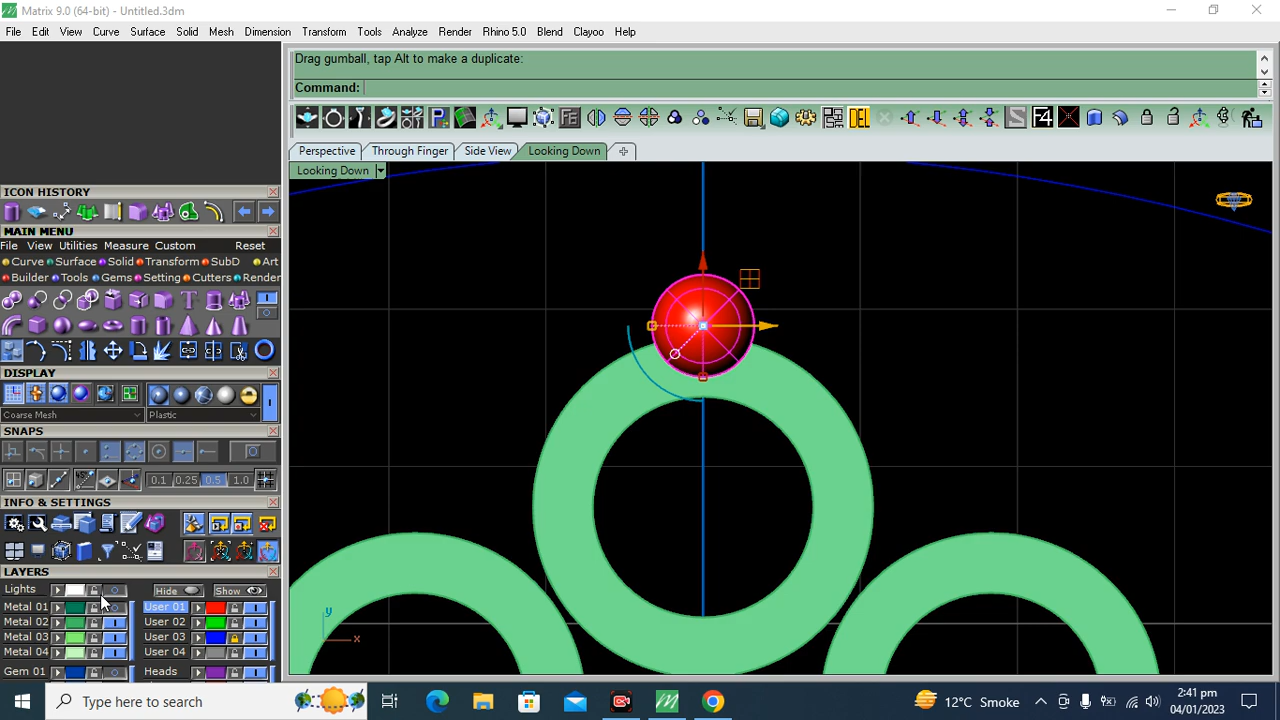 Matrix 9.0 (64-bit) - Untitled.3dm
File Edit View Curve Surface Solid Mesh Dimension Transform Tools Analyze Render Rhino 5.0 Blend Clayoo Help
Drag gumball, tap Alt to make a duplicate:
Command:
F4
DEL
Perspective Through Finger Side View Looking Down
Looking Down
ICON HISTORY
MAIN MENU
File View Utilities Measure Custom Reset
Curve Surface Solid Transform SubD Art
Builder Tools Gems Setting Cutters Render
DISPLAY
Coarse Mesh Plastic
SNAPS
0.1 0.25 0.5 1.0
INFO & SETTINGS
LAYERS
Lights Hide Show
Metal 01 User 01
Metal 02 User 02
Metal 03 User 03
Metal 04 User 04
Gem 01 Heads
y
x
Type here to search
12°C Smoke
2:41 pm
04/01/2023